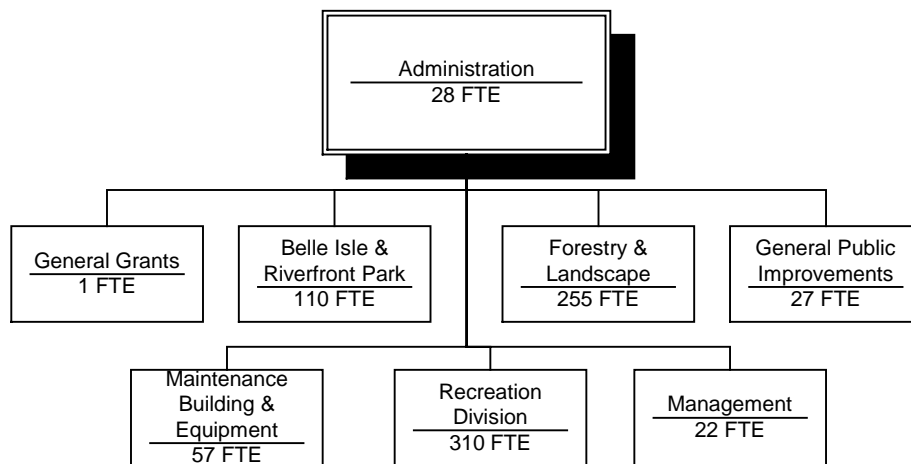 Administration
28 FTE
General Grants
1 FTE
Belle Isle &
Riverfront Park
110 FTE
Forestry &
Landscape
255 FTE
General Public
Improvements
27 FTE
Maintenance
Building &
Equipment
57 FTE
Recreation
Division
310 FTE
Management
22 FTE